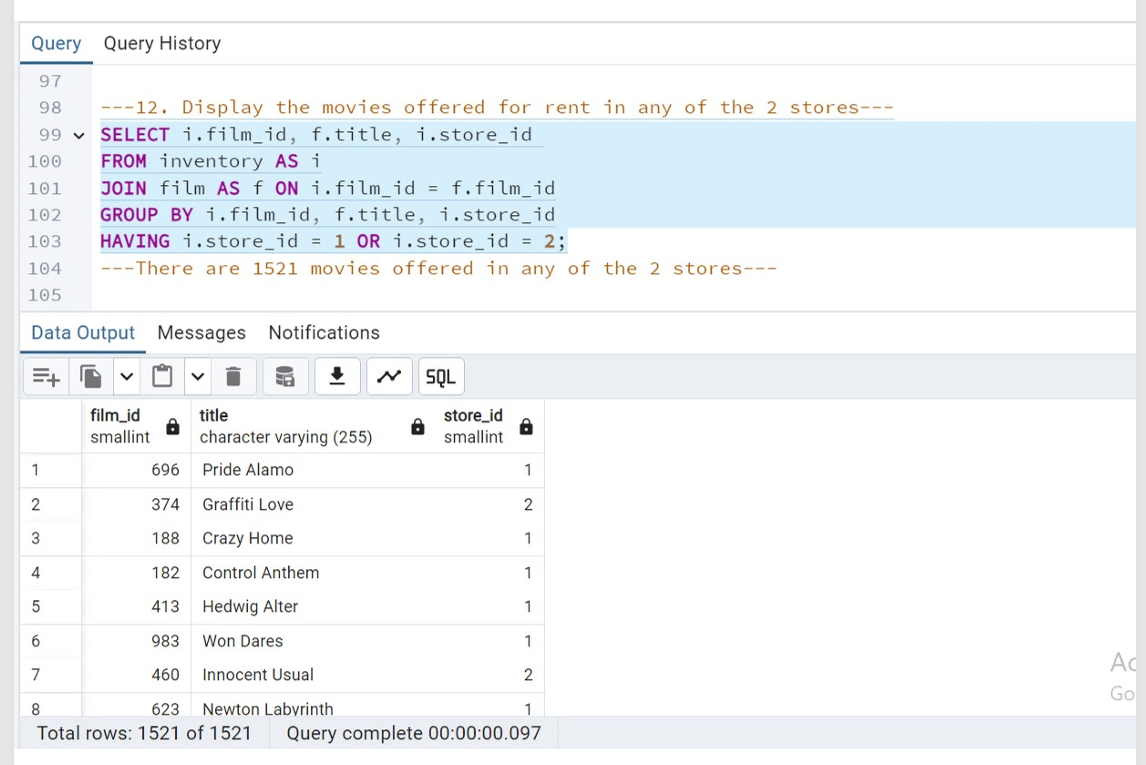 Query Query History
97
98 ---12. Display the movies offered for rent in any of the 2 stores---
99 SELECT i.film_id, f.title, i.store_id
100 FROM inventory AS i
101 JOIN film AS f ON i.film_id = f.film_id
102 GROUP BY i.film_id, f.title, i.store_id
103 HAVING i.store_id = 1 OR i.store_id = 2;
104 ---There are 1521 movies offered in any of the 2 stores---
105
Data Output Messages Notifications
SQL
film_id title store_id
smallint character varying (255) smallint
1 696 Pride Alamo 1
2 374 Graffiti Love 2
3 188 Crazy Home 1
4 182 Control Anthem 1
5 413 Hedwig Alter 1
6 983 Won Dares 1
7 460 Innocent Usual 2
8 623 Newton Labyrinth 1
Total rows: 1521 of 1521 Query complete 00:00:00.097